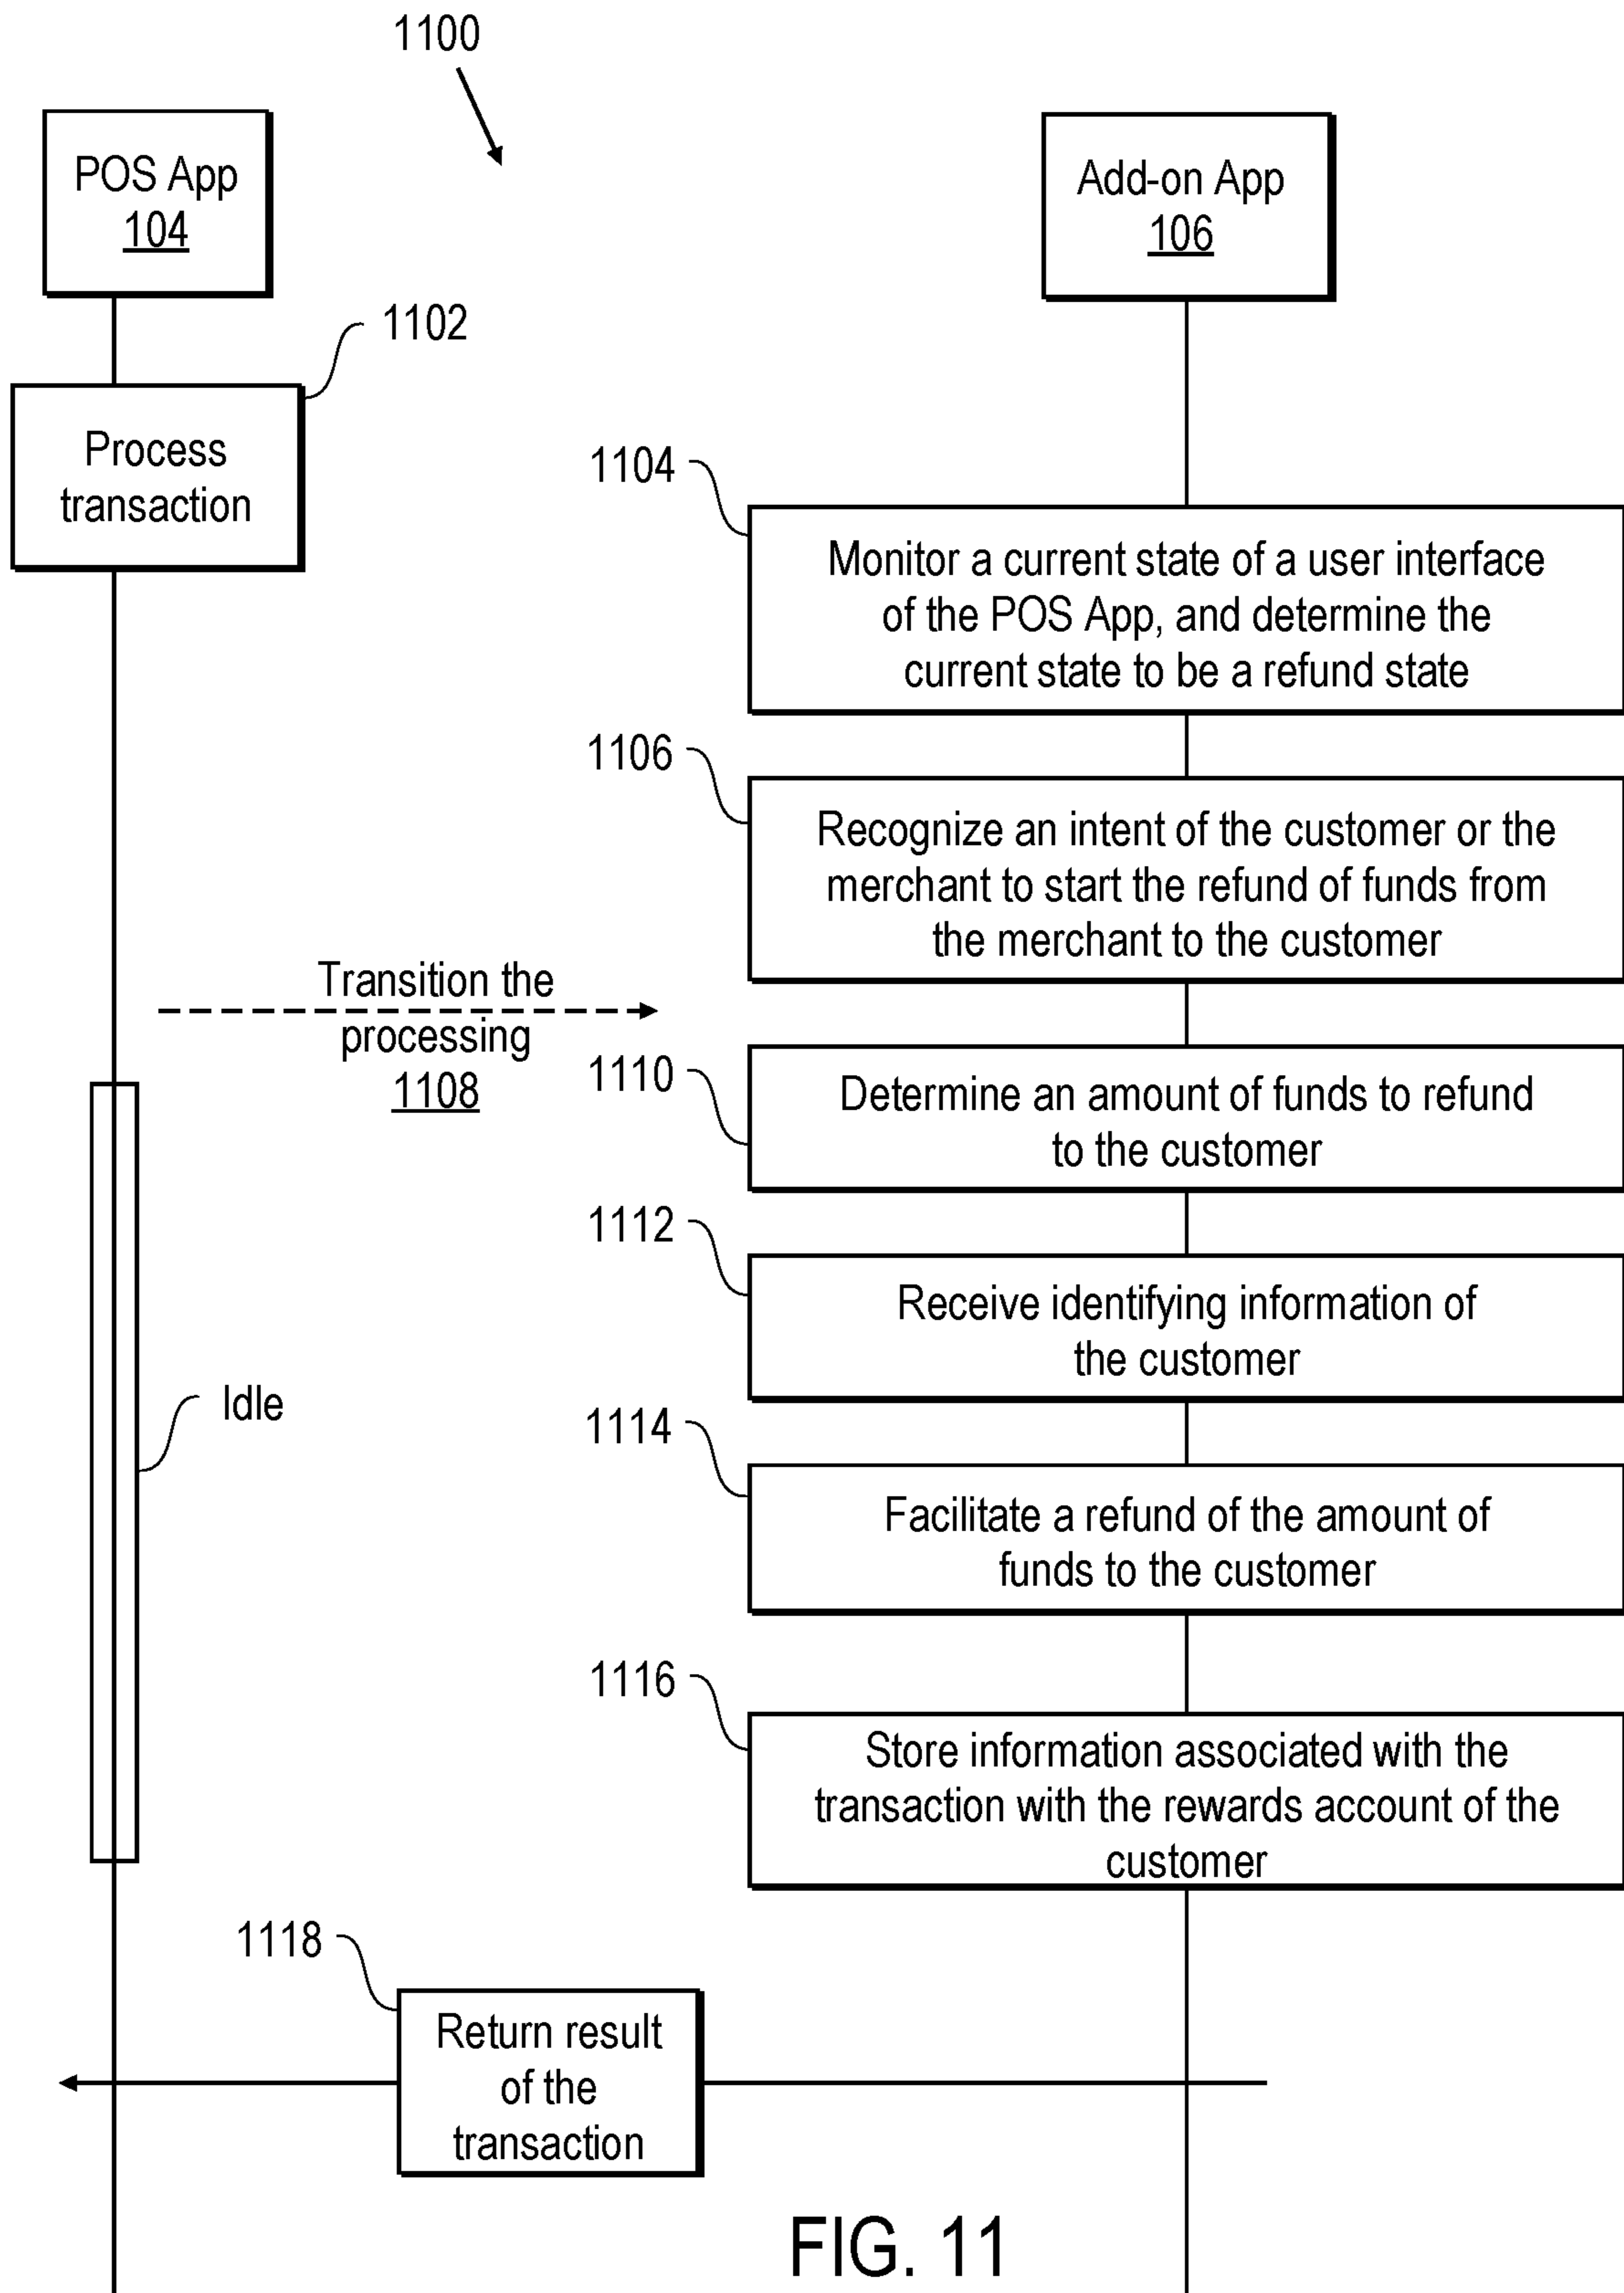 1100
POS App
104
Add-on App
106
1102
Process
transaction
1104
Monitor a current state of a user interface
of the POS App, and determine the
current state to be a refund state
1106
Recognize an intent of the customer or the
merchant to start the refund of funds from
the merchant to the customer
Transition the
processing
1108
1110
Determine an amount of funds to refund
to the customer
1112
Receive identifying information of
the customer
Idle
1114
Facilitate a refund of the amount of
funds to the customer
1116
Store information associated with the
transaction with the rewards account of the
customer
1118
Return result
of the
transaction
FIG. 11